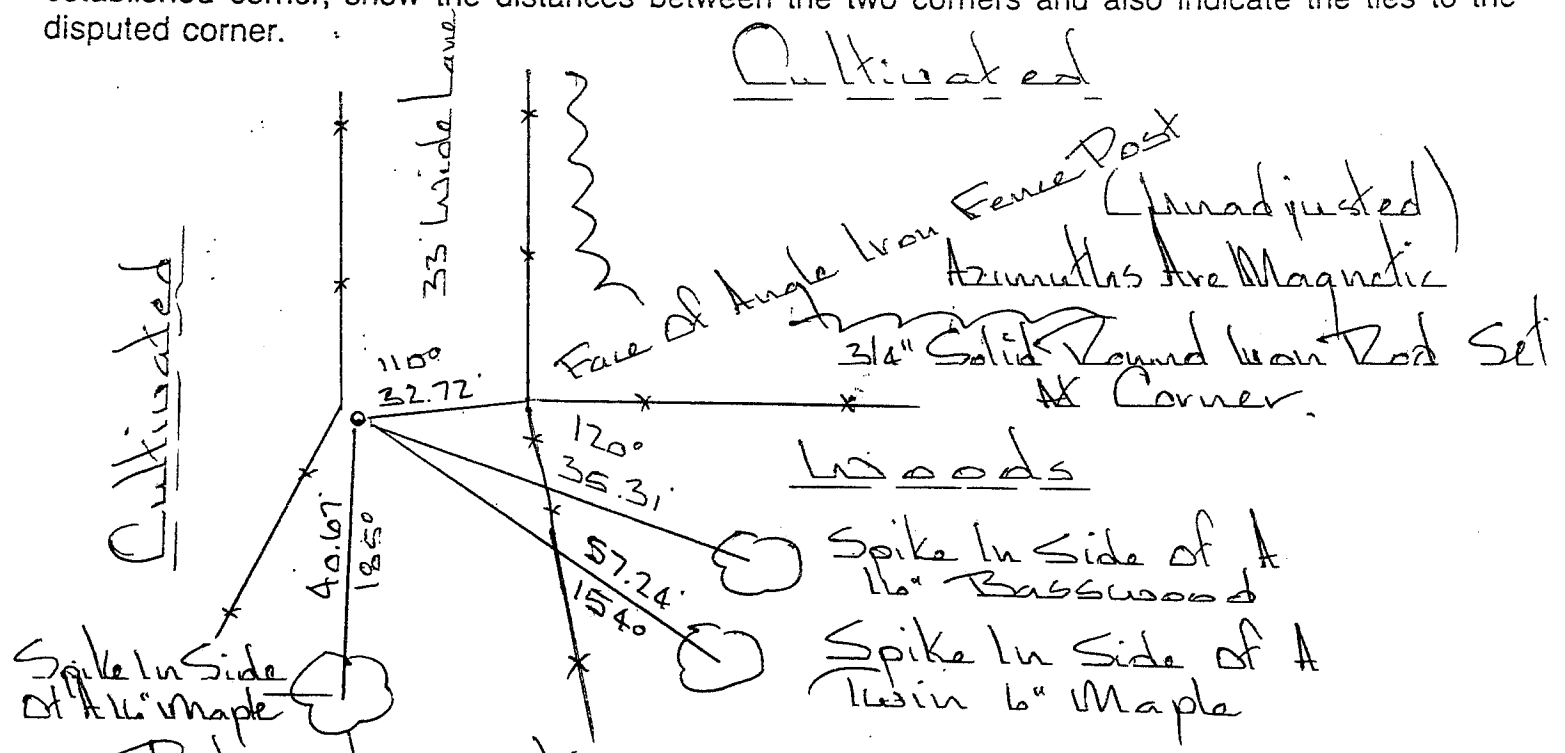 established corner, show the distances between the two corners and also indicate the ties to the
disputed corner.
Cultivated
33' Wide Lane
Face Of Angle Iron Fence Post
(Unadjusted)
Azimuths Are Magnetic
3/4" Solid Round Iron Rod Set
At Corner.
Cultivated
110°
32.72'
120°
35.31'
Woods
40.67'
185°
57.24'
154°
Spike In Side of A
16" Basswood
Spike In Side of A
Twin 6" Maple
Spike In Side
Of A 16" Maple